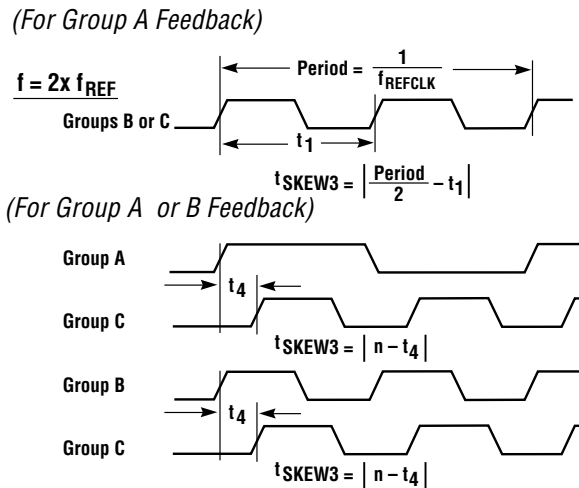 (For Group A Feedback)
Period = 1 / fREFCLK
f = 2x fREF
Groups B or C
t1
tSKEW3 = | Period / 2 – t1 |
(For Group A or B Feedback)
Group A
t4
Group C
tSKEW3 = | n – t4 |
Group B
t4
Group C
tSKEW3 = | n – t4 |